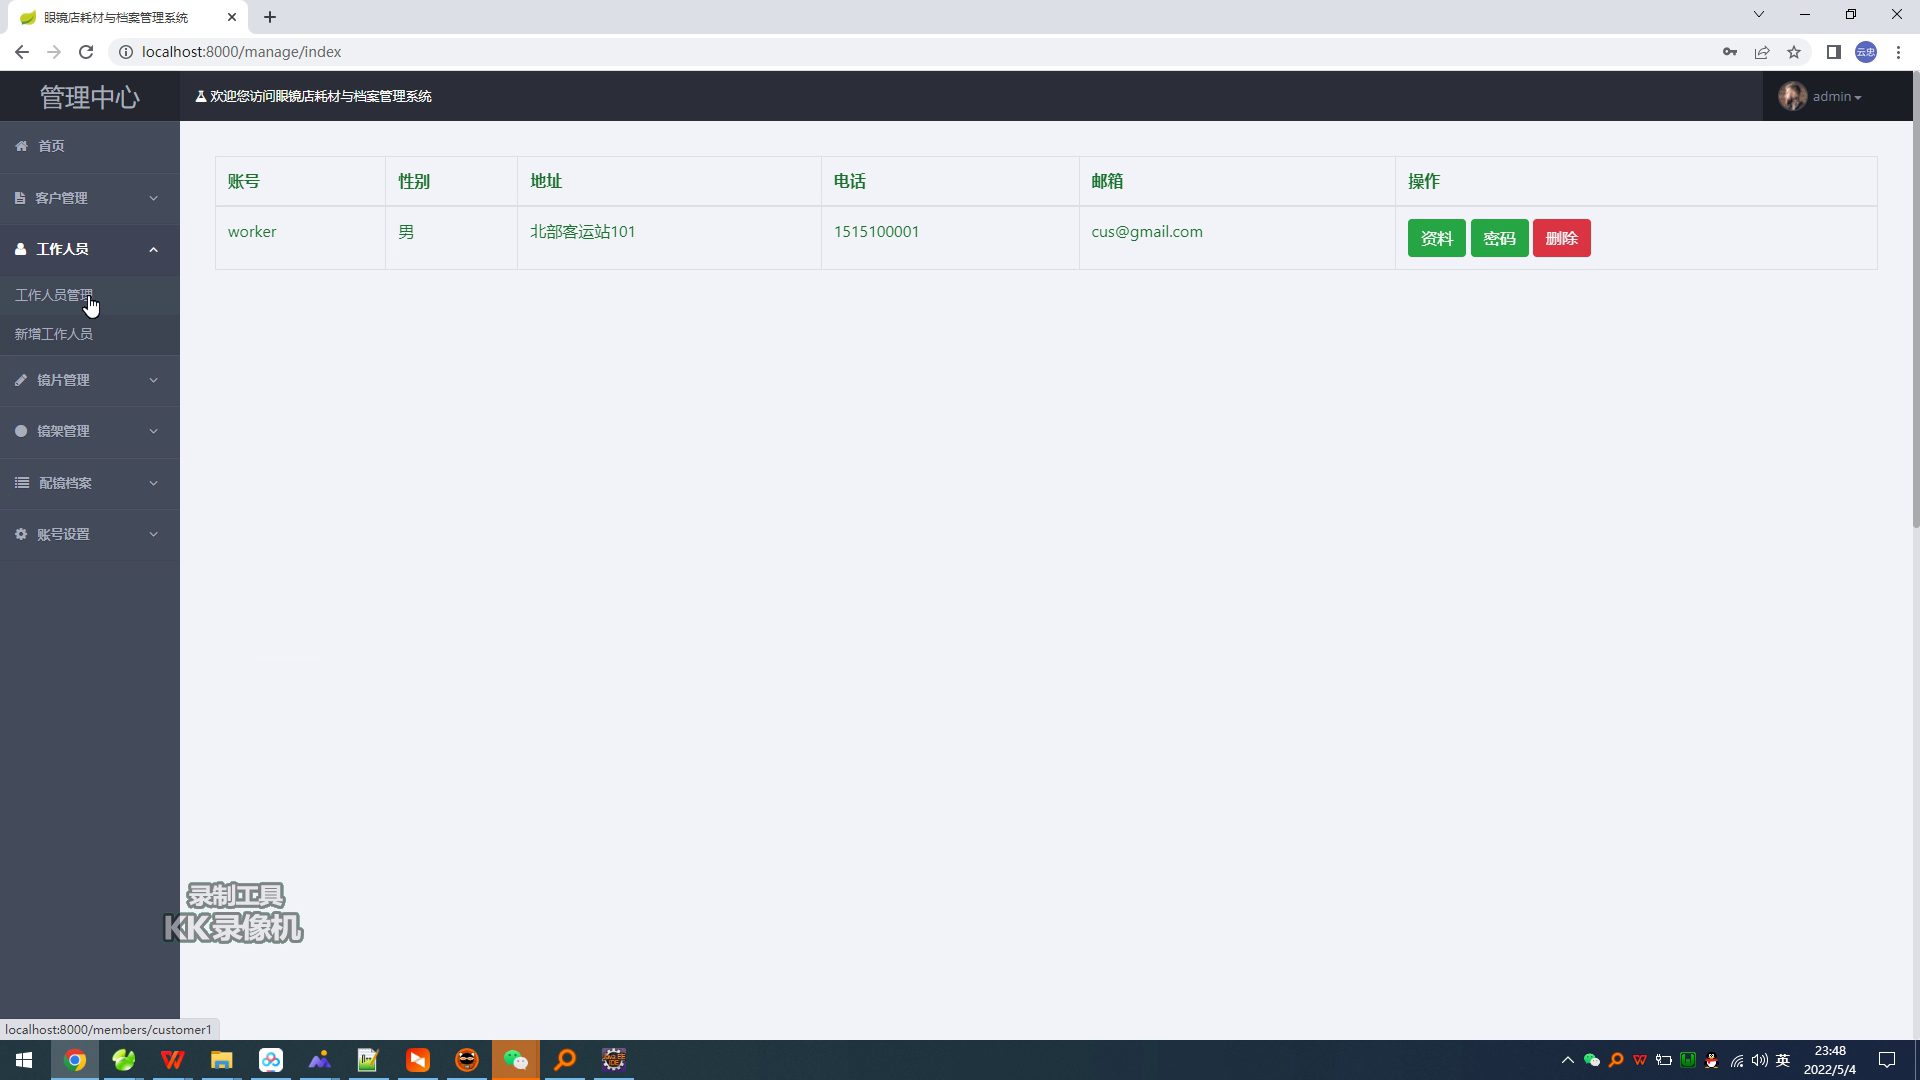 眼镜店耗材与档案管理系统
localhost:8000/manage/index
云忠
管理中心
欢迎您访问眼镜店耗材与档案管理系统
admin
首页
客户管理
工作人员
工作人员管理
新增工作人员
镜片管理
镜架管理
配镜档案
账号设置
账号 性别 地址 电话 邮箱 操作
worker 男 北部客运站101 1515100001 cus@gmail.com 资料 密码 删除
录制工具
KK录像机
localhost:8000/members/customer1
英
23:48
2022/5/4